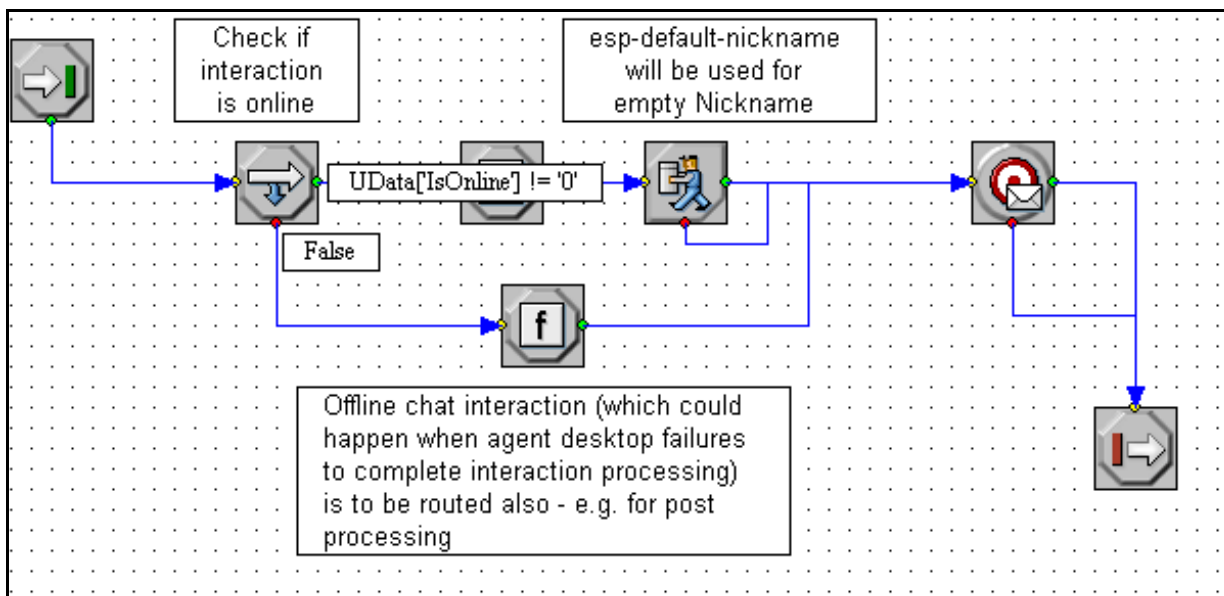 Check if
interaction
is online
esp-default-nickname
will be used for
empty Nickname
UData['IsOnline'] != '0'
False
f
Offline chat interaction (which could
happen when agent desktop failures
to complete interaction processing)
is to be routed also - e.g. for post
processing